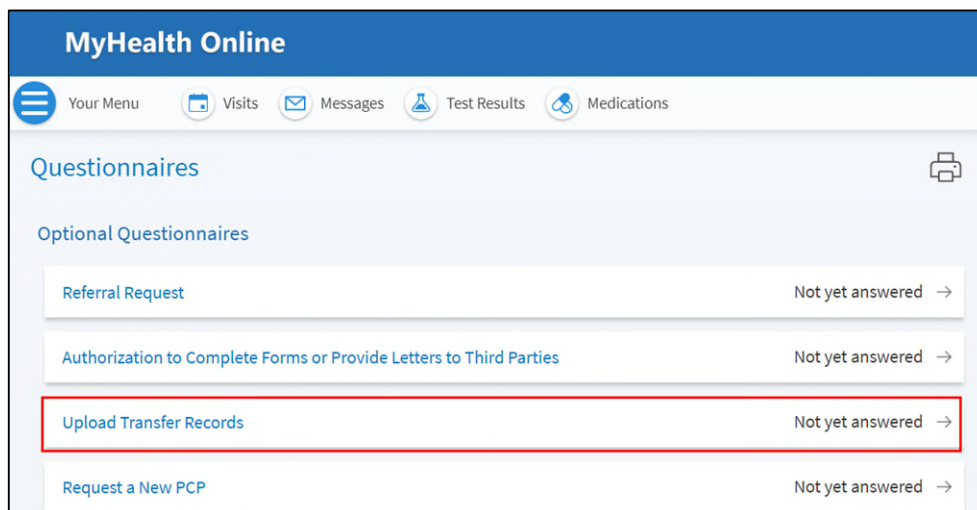 MyHealth Online
Your Menu Visits Messages Test Results Medications
Questionnaires
Optional Questionnaires
Referral Request Not yet answered
Authorization to Complete Forms or Provide Letters to Third Parties Not yet answered
Upload Transfer Records Not yet answered
Request a New PCP Not yet answered